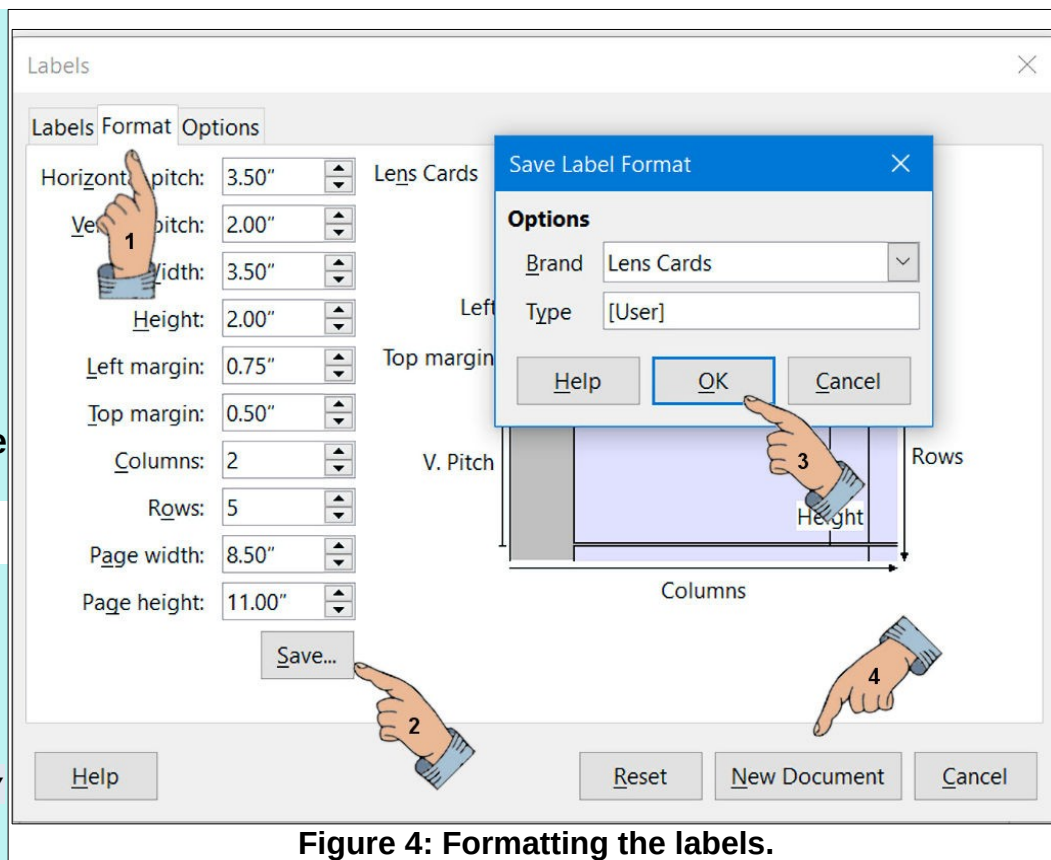 Labels
Labels Format Options
Horizont pitch: 3.50" Lens Cards
Ve pitch: 2.00"
1
idth: 3.50"
Height: 2.00" Left
Left margin: 0.75" Top margin
Top margin: 0.50"
Columns: 2 V. Pitch Rows
Rows: 5 Height
Page width: 8.50"
Page height: 11.00" Columns
Save...
2
Save Label Format
Options
Brand Lens Cards
Type [User]
Help OK Cancel
3
4
Help Reset New Document Cancel
e
Figure 4: Formatting the labels.